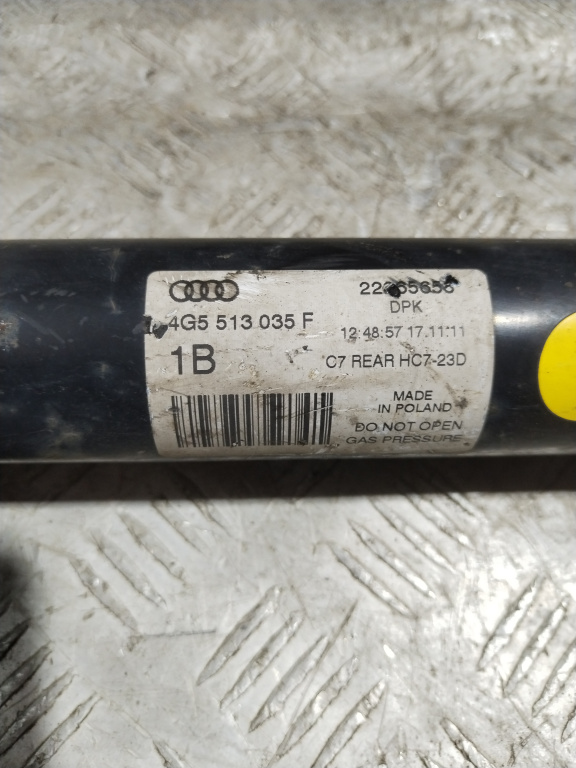 4G5 513 035 F
1B
DPK
12:48:57 17.11.11
C7 REAR HC7-23D
MADE
IN POLAND
DO NOT OPEN
GAS PRESSURE